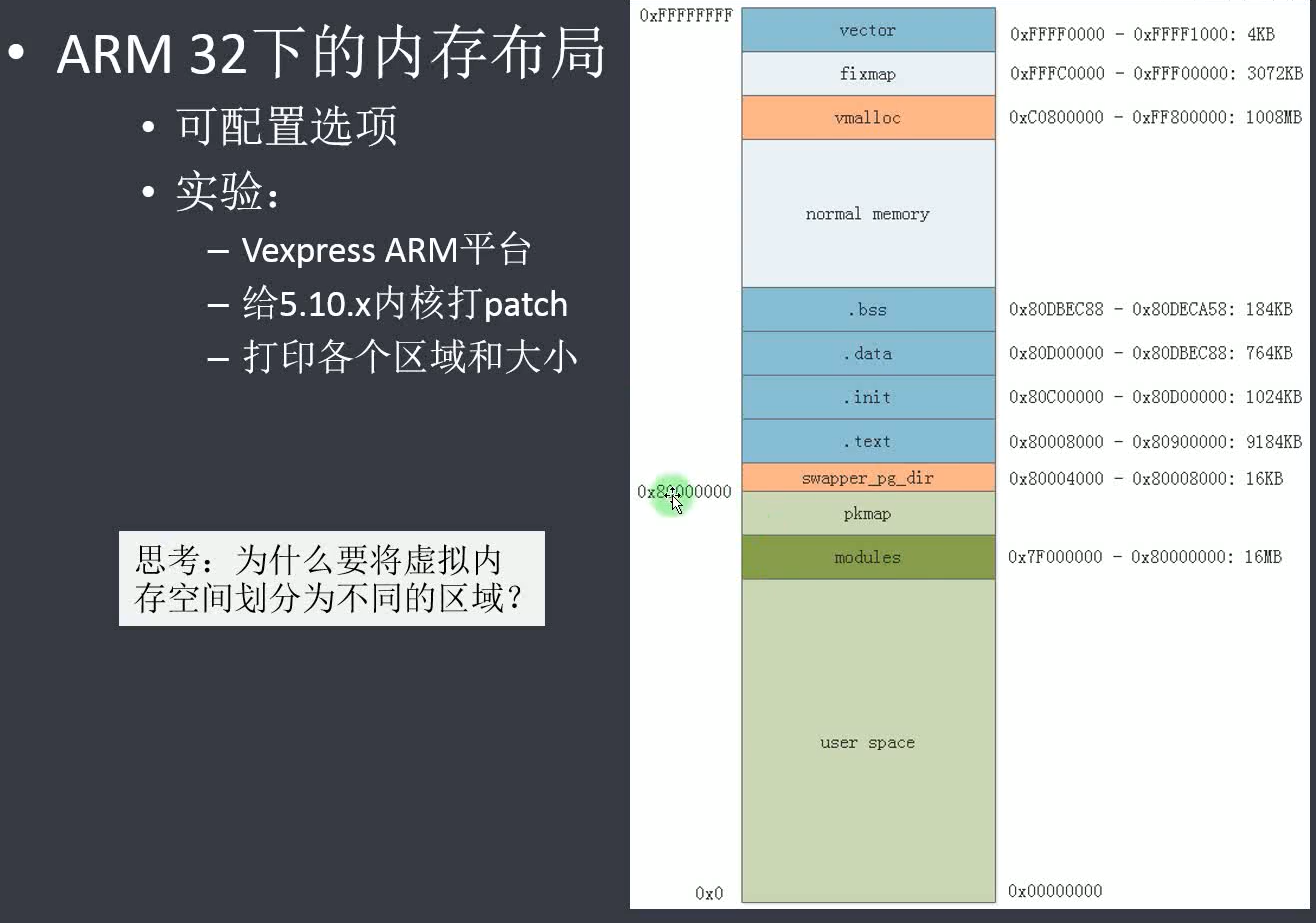 • ARM 32下的内存布局
• 可配置选项
• 实验：
– Vexpress ARM平台
– 给5.10.x内核打patch
– 打印各个区域和大小
思考：为什么要将虚拟内
存空间划分为不同的区域？
0xFFFFFFFF
vector 0xFFFF0000 - 0xFFFF1000: 4KB
fixmap 0xFFFC0000 - 0xFFF00000: 3072KB
vmalloc 0xC0800000 - 0xFF800000: 1008MB
normal memory
.bss 0x80DBEC88 - 0x80DECA58: 184KB
.data 0x80D00000 - 0x80DBEC88: 764KB
.init 0x80C00000 - 0x80D00000: 1024KB
.text 0x80008000 - 0x80900000: 9184KB
swapper_pg_dir 0x80004000 - 0x80008000: 16KB
0x80000000
pkmap
modules 0x7F000000 - 0x80000000: 16MB
user space
0x0 0x00000000